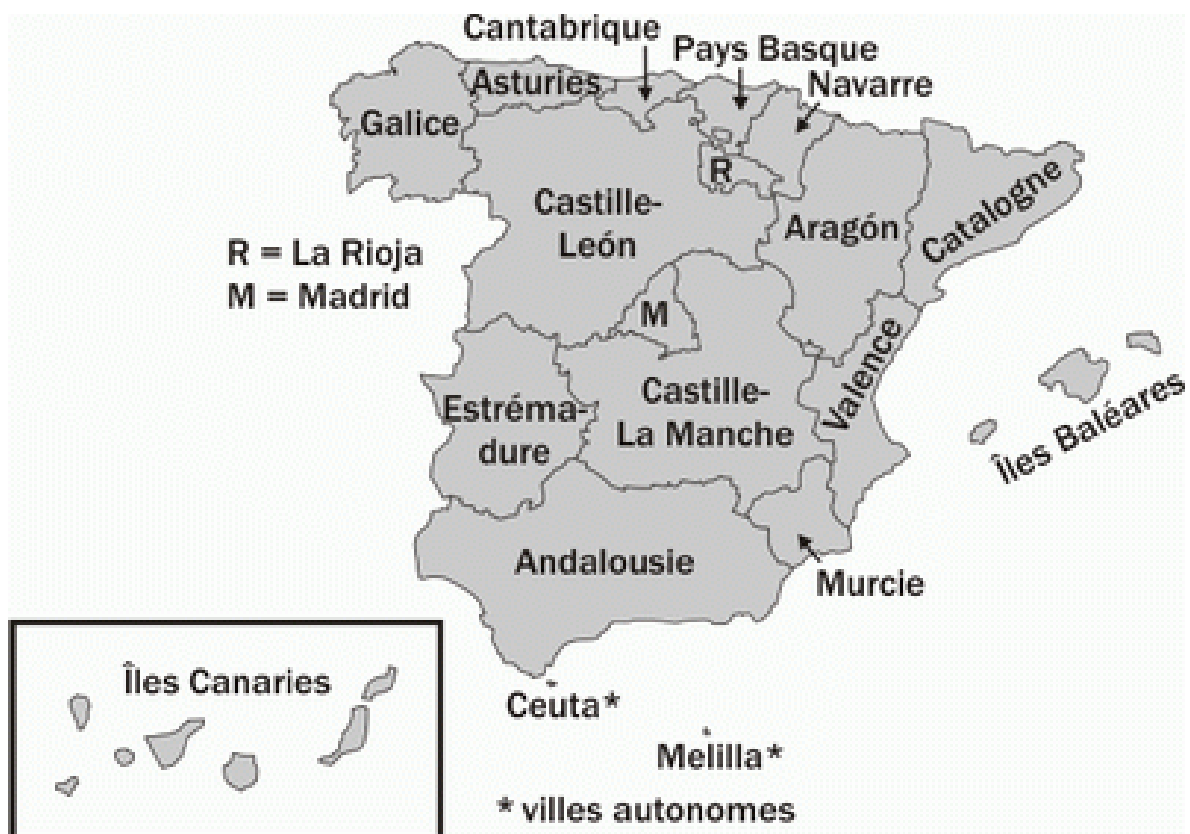 Cantabrique
Pays Basque
Asturies
Navarre
Galice
R
Castille-
León
Aragón
Catalogne
R = La Rioja
M = Madrid
M
Valence
Castille-
La Manche
Estréma-
dure
Îles Baléares
Andalousie
Murcie
Îles Canaries
Ceuta*
Melilla*
* villes autonomes